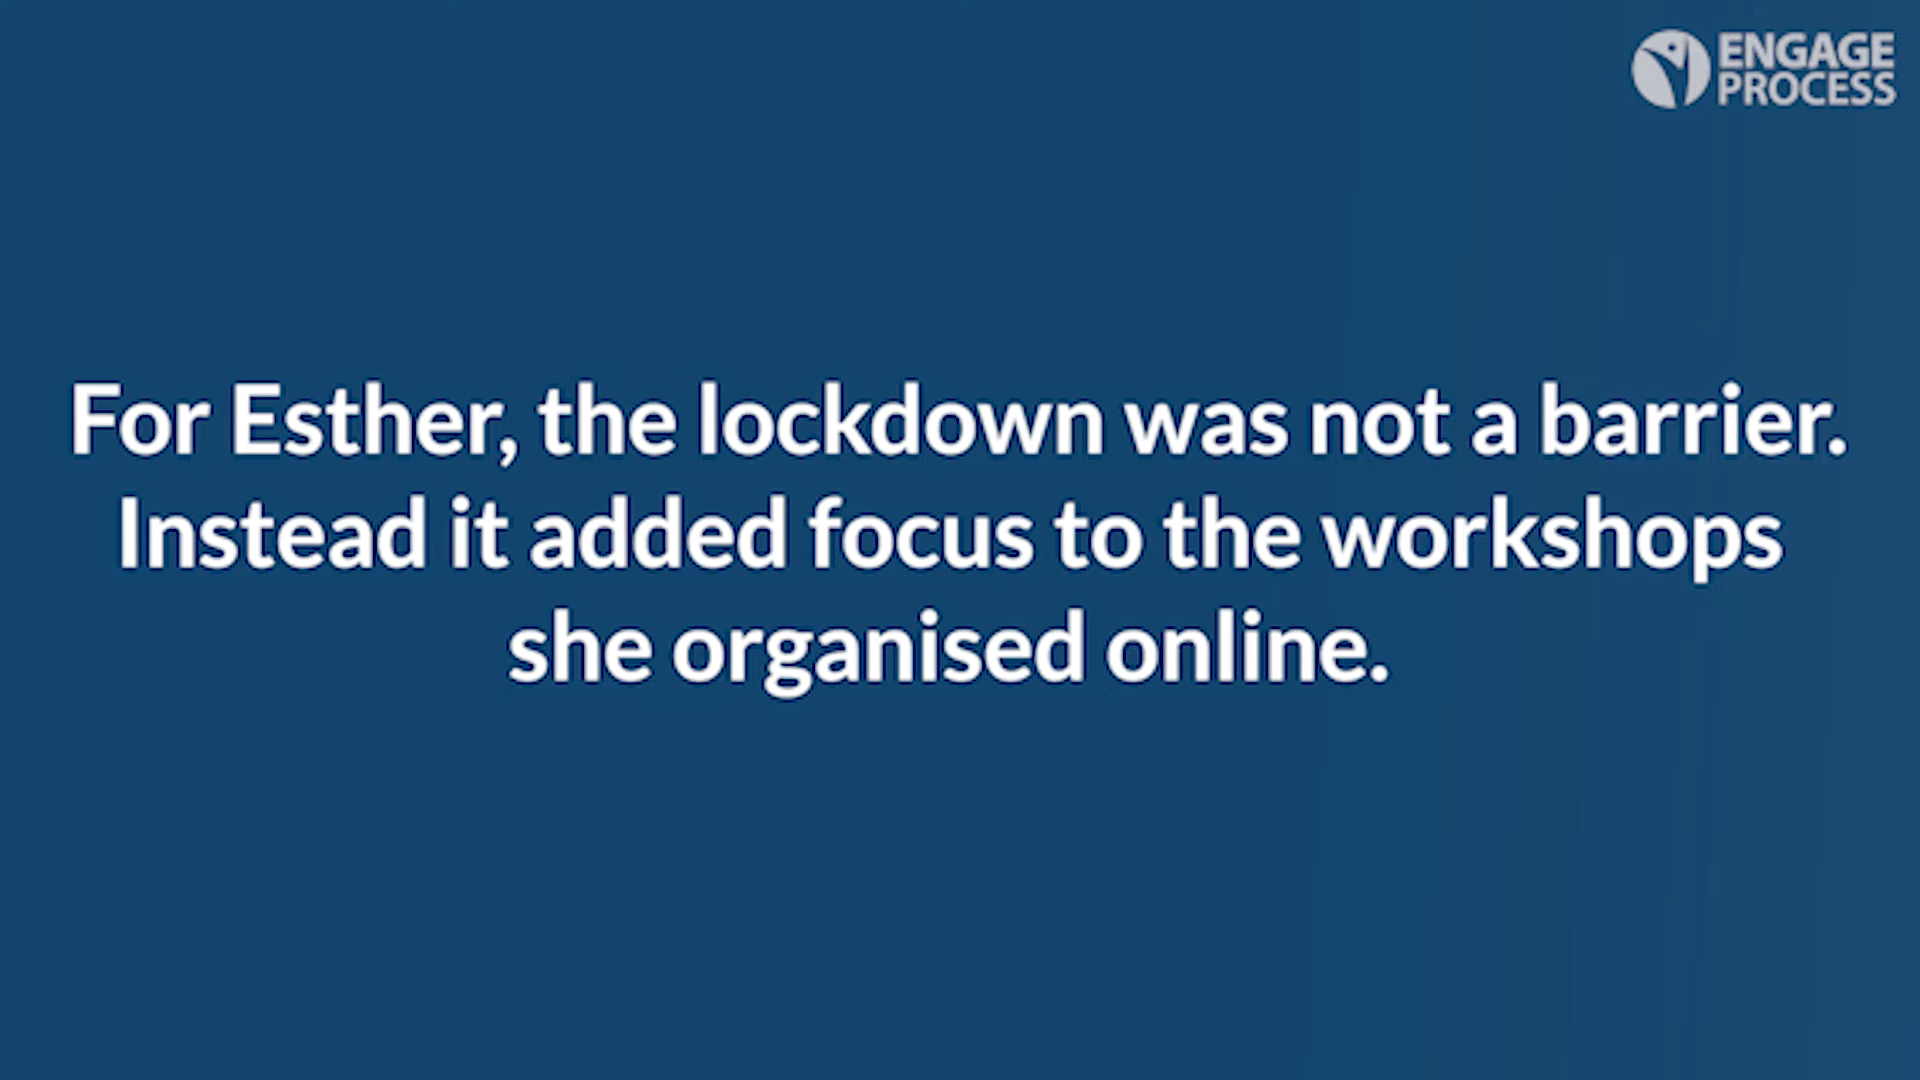 ENGAGE
PROCESS
For Esther, the lockdown was not a barrier.
Instead it added focus to the workshops
she organised online.